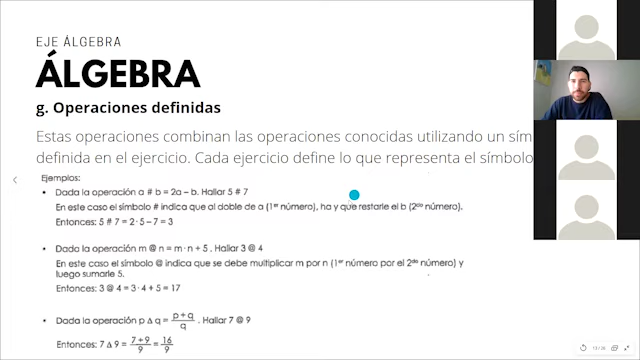 EJE ÁLGEBRA
ÁLGEBRA
g. Operaciones definidas
Estas operaciones combinan las operaciones conocidas utilizando un sím
definida en el ejercicio. Cada ejercicio define lo que representa el símbolo
Ejemplos:
• Dada la operación a # b = 2a – b. Hallar 5 # 7
En este caso el símbolo # indica que al doble de a (1er número), ha y que restarle el b (2do número).
Entonces: 5 # 7 = 2 · 5 – 7 = 3
• Dada la operación m @ n = m · n + 5. Hallar 3 @ 4
En este caso el símbolo @ indica que se debe multiplicar m por n (1er número por el 2do número) y
luego sumarle 5.
Entonces: 3 @ 4 = 3 · 4 + 5 = 17
• Dada la operación p Δ q = p + q / q . Hallar 7 @ 9
Entonces: 7 Δ 9 = 7 + 9 / 9 = 16 / 9